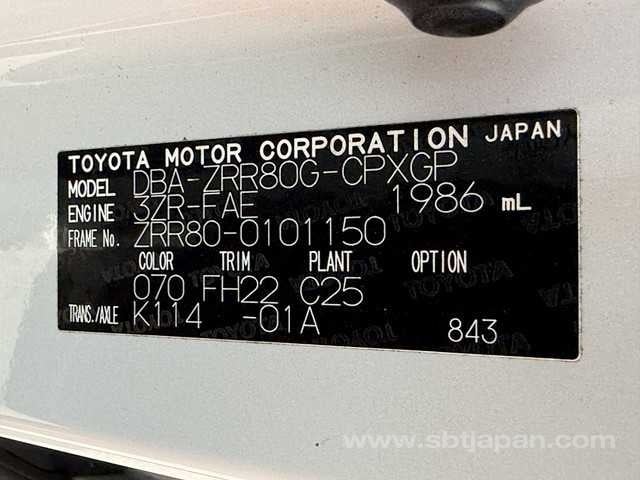 TOYOTA MOTOR CORPORATION JAPAN
MODEL DBA-ZRR80G-CPXGP
ENGINE 3ZR-FAE 1986 mL
FRAME No. ZRR80-0101150
COLOR TRIM PLANT OPTION
070 FH22 C25
TRANS./AXLE K114 -01A
843
www.sbtjapan.com